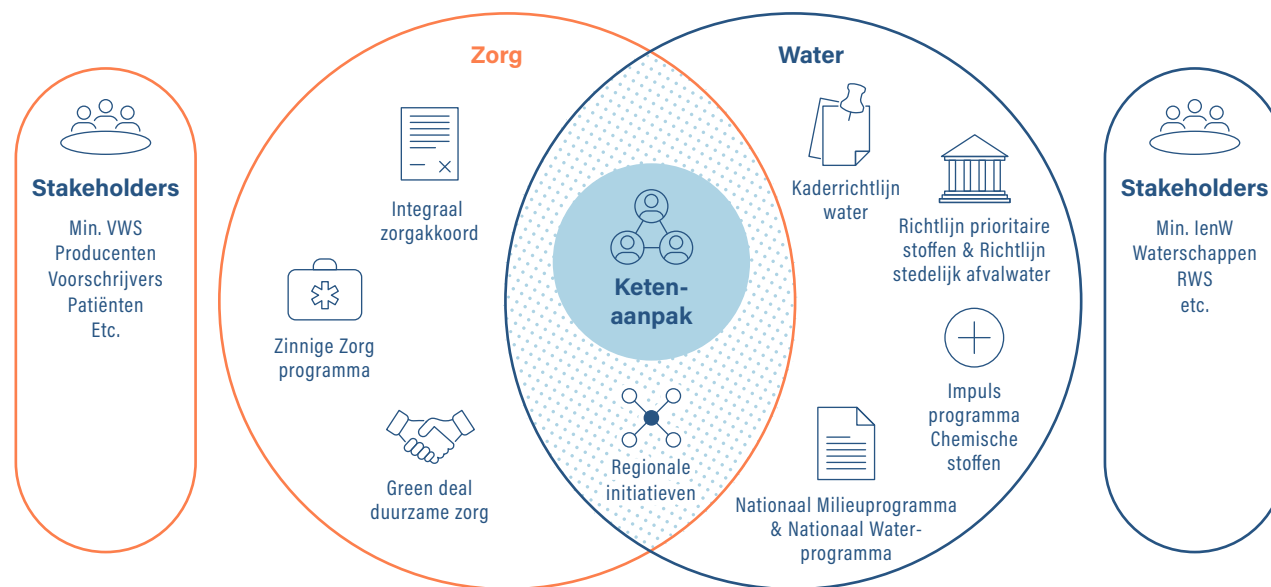 Zorg
Water
Stakeholders
Min. VWS
Producenten
Voorschrijvers
Patiënten
Etc.
Integraal
zorgakkoord
Zinnige Zorg
programma
Green deal
duurzame zorg
Keten-
aanpak
Regionale
initiatieven
Kaderrichtlijn
water
Richtlijn prioritaire
stoffen & Richtlijn
stedelijk afvalwater
Impuls
programma
Chemische
stoffen
Nationaal Milieuprogramma
& Nationaal Water-
programma
Stakeholders
Min. IenW
Waterschappen
RWS
etc.